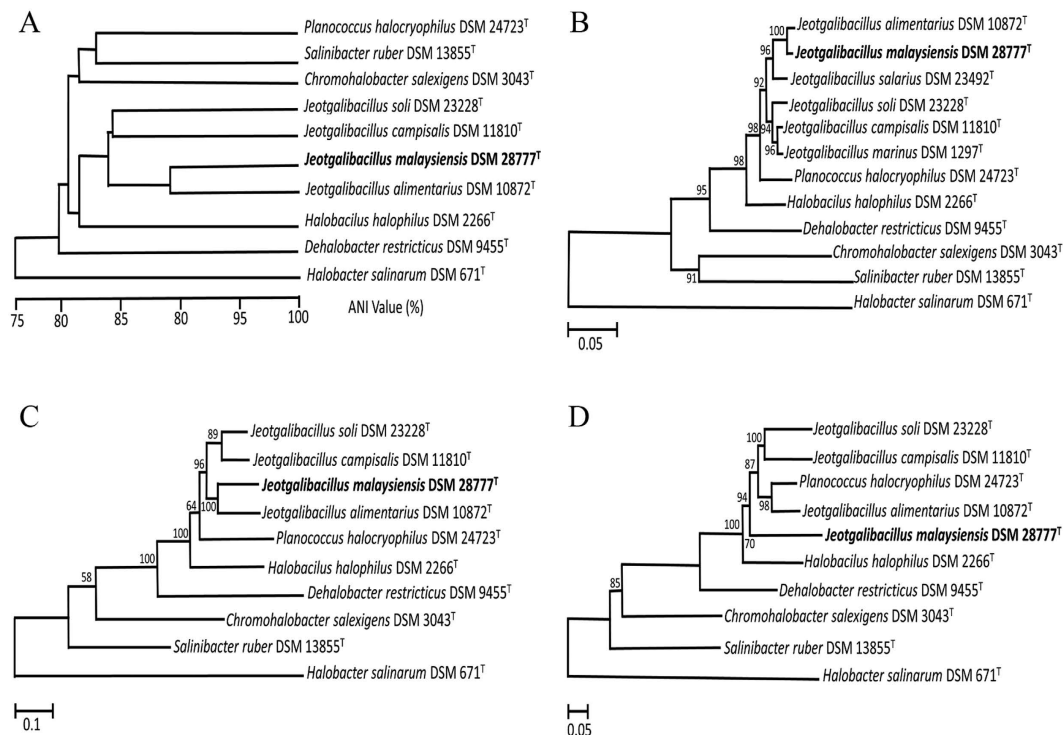 A
Planococcus halocryophilus DSM 24723T
Salinibacter ruber DSM 13855T
Chromohalobacter salexigens DSM 3043T
Jeotgalibacillus soli DSM 23228T
Jeotgalibacillus campisalis DSM 11810T
Jeotgalibacillus malaysiensis DSM 28777T
Jeotgalibacillus alimentarius DSM 10872T
Halobacilus halophilus DSM 2266T
Dehalobacter restricticus DSM 9455T
Halobacter salinarum DSM 671T
75 80 85 80 95 100 ANI Value (%)
B
Jeotgalibacillus alimentarius DSM 10872T
100
Jeotgalibacillus malaysiensis DSM 28777T
96
Jeotgalibacillus salarius DSM 23492T
92
Jeotgalibacillus soli DSM 23228T
98 94
Jeotgalibacillus campisalis DSM 11810T
96
Jeotgalibacillus marinus DSM 1297T
98
Planococcus halocryophilus DSM 24723T
95
Halobacilus halophilus DSM 2266T
Dehalobacter restricticus DSM 9455T
Chromohalobacter salexigens DSM 3043T
91
Salinibacter ruber DSM 13855T
Halobacter salinarum DSM 671T
0.05
C
Jeotgalibacillus soli DSM 23228T
89
Jeotgalibacillus campisalis DSM 11810T
96
Jeotgalibacillus malaysiensis DSM 28777T
64 100
Jeotgalibacillus alimentarius DSM 10872T
100
Planococcus halocryophilus DSM 24723T
100
Halobacilus halophilus DSM 2266T
58
Dehalobacter restricticus DSM 9455T
Chromohalobacter salexigens DSM 3043T
Salinibacter ruber DSM 13855T
Halobacter salinarum DSM 671T
0.1
D
Jeotgalibacillus soli DSM 23228T
100
Jeotgalibacillus campisalis DSM 11810T
87
Planococcus halocryophilus DSM 24723T
94 98
Jeotgalibacillus alimentarius DSM 10872T
100
Jeotgalibacillus malaysiensis DSM 28777T
70
Halobacilus halophilus DSM 2266T
85
Dehalobacter restricticus DSM 9455T
Chromohalobacter salexigens DSM 3043T
Salinibacter ruber DSM 13855T
Halobacter salinarum DSM 671T
0.05